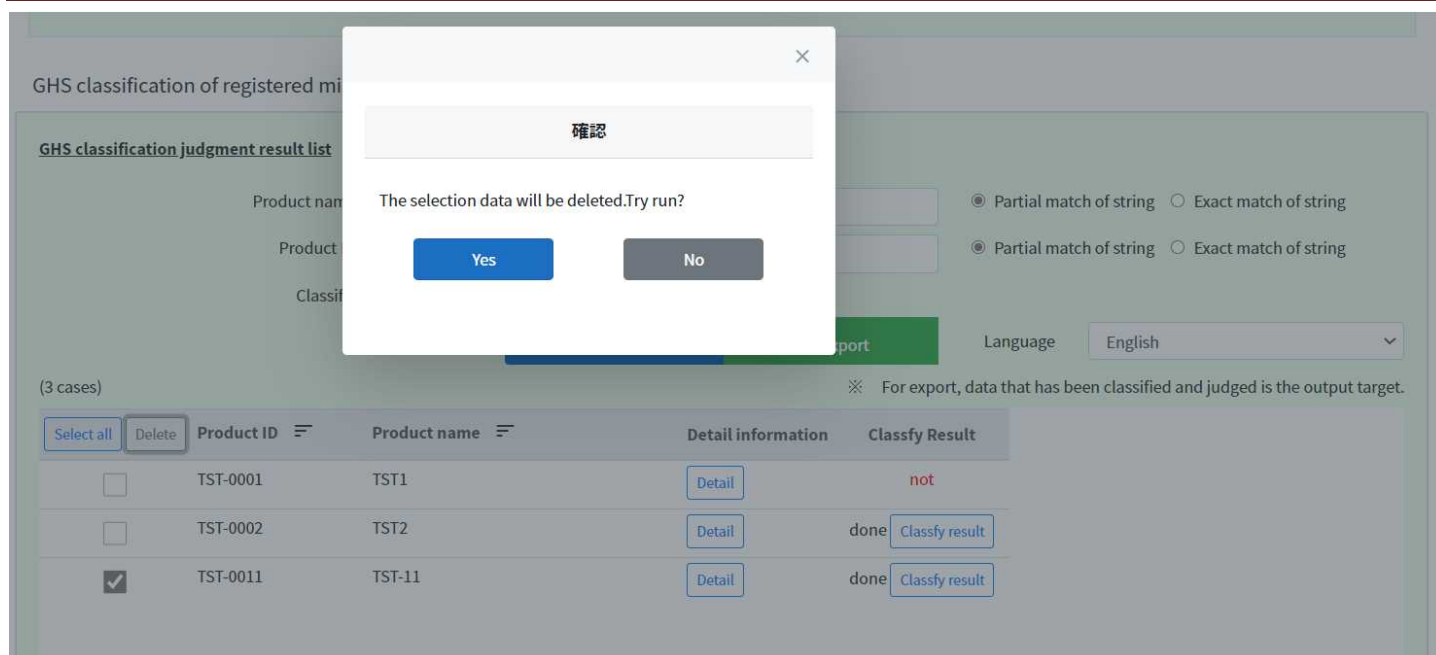 GHS classification of registered mi
確認
GHS classification judgment result list
The selection data will be deleted.Try run?
Product nam
Partial match of string Exact match of string
Product
Partial match of string Exact match of string
Yes No
Classif
port
Language English
(3 cases)
※ For export, data that has been classified and judged is the output target.
Select all Delete Product ID Product name Detail information Classfy Result
TST-0001 TST1 Detail not
TST-0002 TST2 Detail done Classfy result
TST-0011 TST-11 Detail done Classfy result